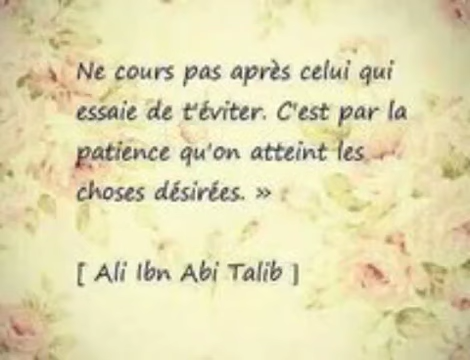 Ne cours pas après celui qui
essaie de t'éviter. C'est par la
patience qu'on atteint les
choses désirées. »
[ Ali Ibn Abi Talib ]